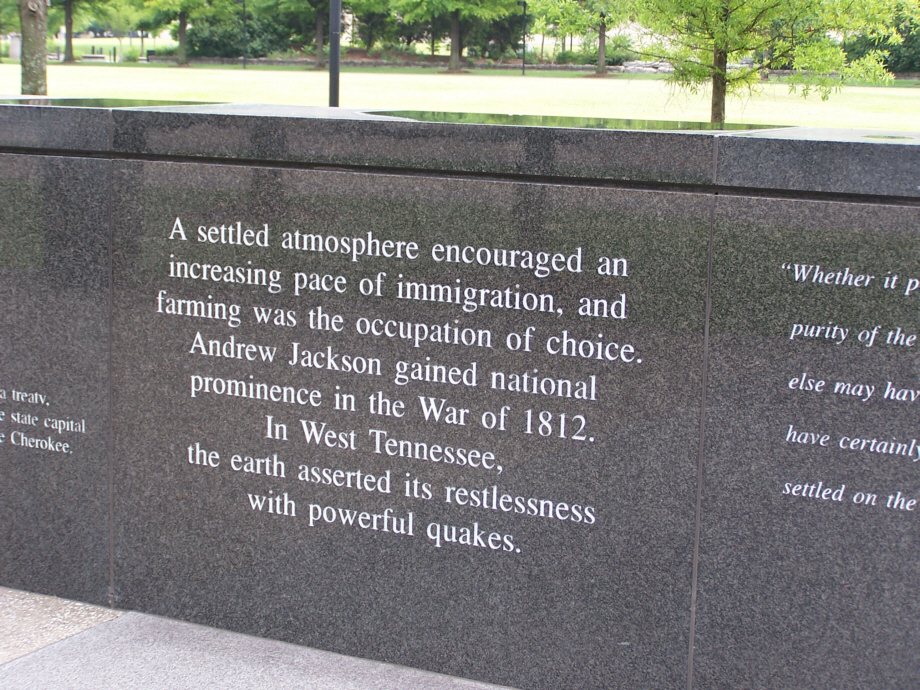 a treaty,
state capital
Cherokee.
A settled atmosphere encouraged an
increasing pace of immigration, and
farming was the occupation of choice.
Andrew Jackson gained national
prominence in the War of 1812.
In West Tennessee,
the earth asserted its restlessness
with powerful quakes.
"Whether it
purity of the
else may
have certainly
settled on the